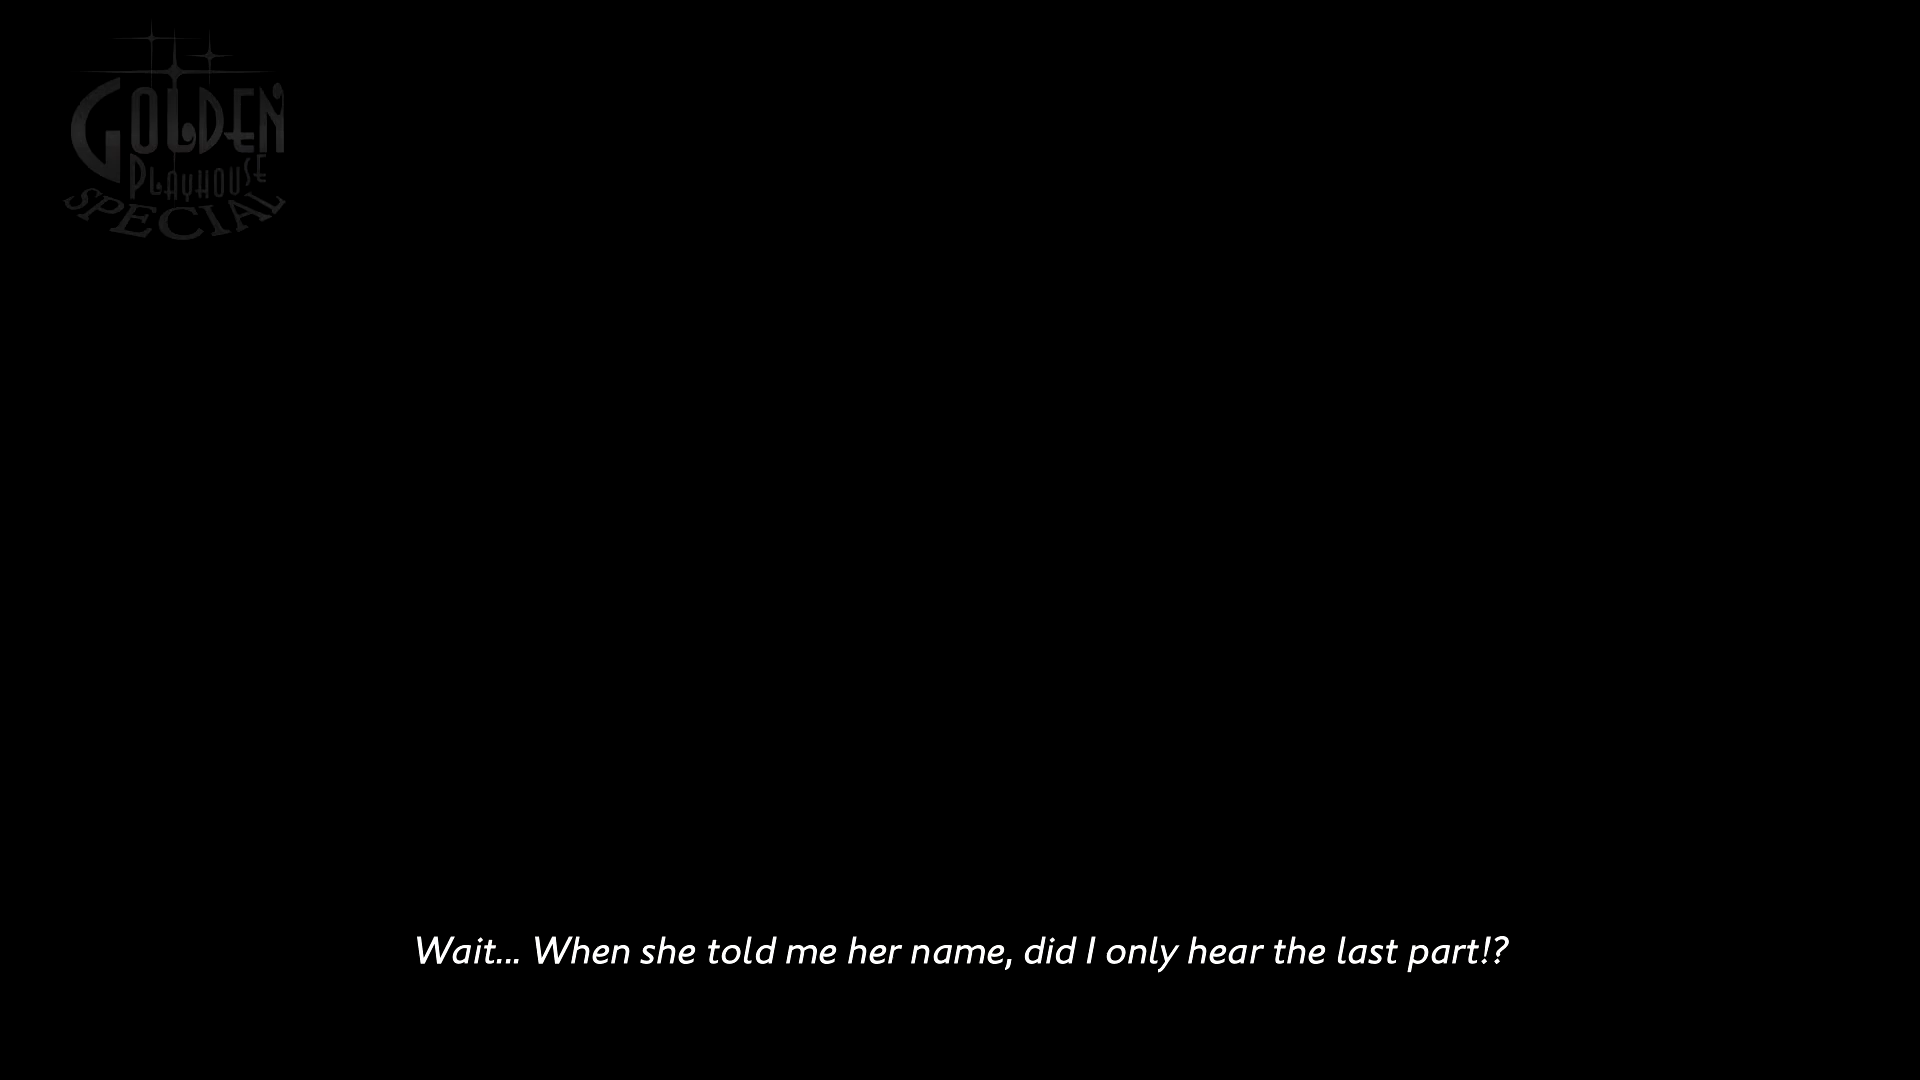 GOLDEN
PLAYHOUSE
SPECIAL
Wait... When she told me her name, did I only hear the last part!?